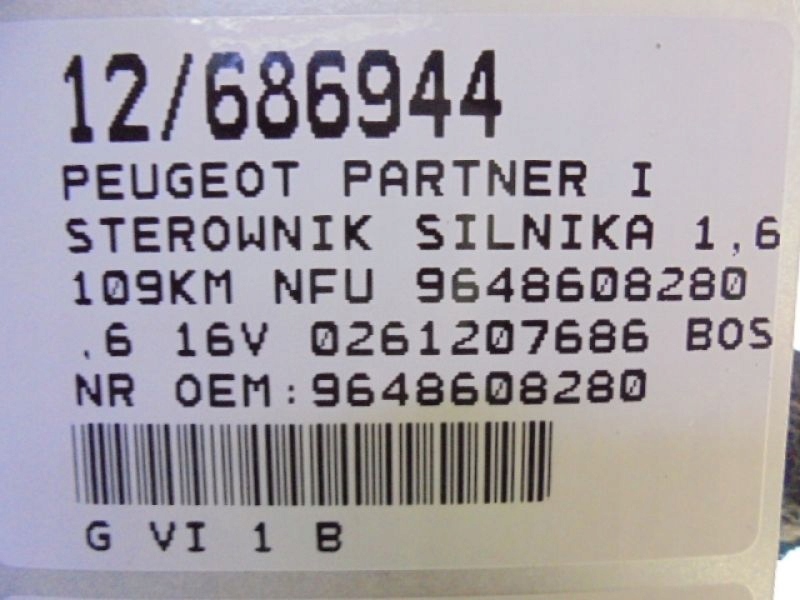 12/686944
PEUGEOT PARTNER I
STEROWNIK SILNIKA 1,6
109KM NFU 9648608280
.6 16V 0261207686 BOS
NR OEM:9648608280
G VI 1 B